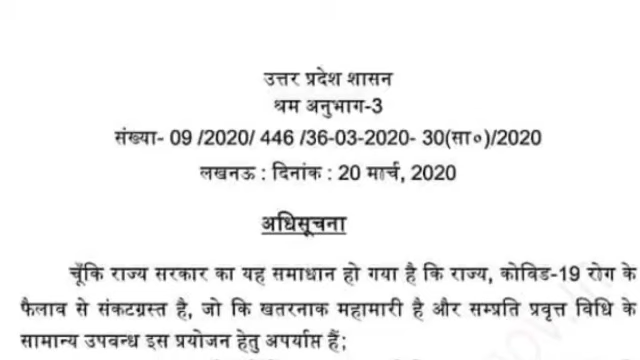 उत्तर प्रदेश शासन
श्रम अनुभाग-3
संख्या- 09 /2020/ 446 /36-03-2020- 30(सा०)/2020
लखनऊ : दिनांक : 20 मार्च, 2020
अधिसूचना
चूँकि राज्य सरकार का यह समाधान हो गया है कि राज्य, कोविड-19 रोग के
फैलाव से संकटग्रस्त है, जो कि खतरनाक महामारी है और सम्प्रति प्रवृत्त विधि के
सामान्य उपवन्ध इस प्रयोजन हेतु अपर्याप्त हैं;